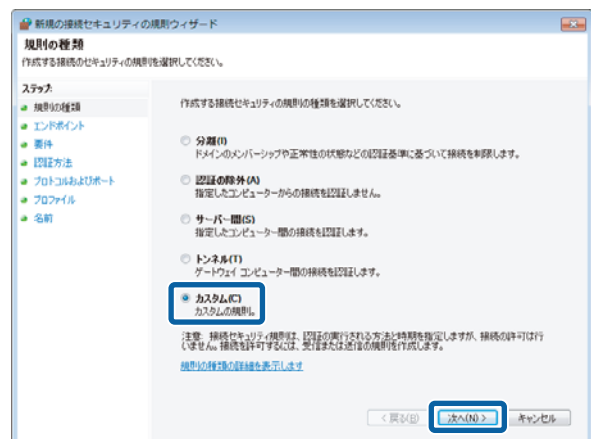 新規の接続セキュリティの規則ウィザード
規則の種類
作成する接続のセキュリティの規則を選択してください。
ステップ:
規則の種類
エンドポイント
要件
認証方法
プロトコルおよびポート
プロファイル
名前
作成する接続セキュリティの規則の種類を選択してください。
分離(I)
ドメインのメンバーシップや正常性の状態などの認証基準に基づいて接続を制限します。
認証の除外(A)
指定したコンピューターからの接続を認証しません。
サーバー間(S)
指定したコンピューター間の接続を認証します。
トンネル(T)
ゲートウェイ コンピューター間の接続を認証します。
カスタム(C)
カスタムの規則。
注意: 接続セキュリティ規則は、認証の実行される方法と時期を指定しますが、接続の許可は行
いません。接続を許可するには、受信または送信の規則を作成します。
規則の種類の詳細を表示します
< 戻る(B)
次へ(N) >
キャンセル